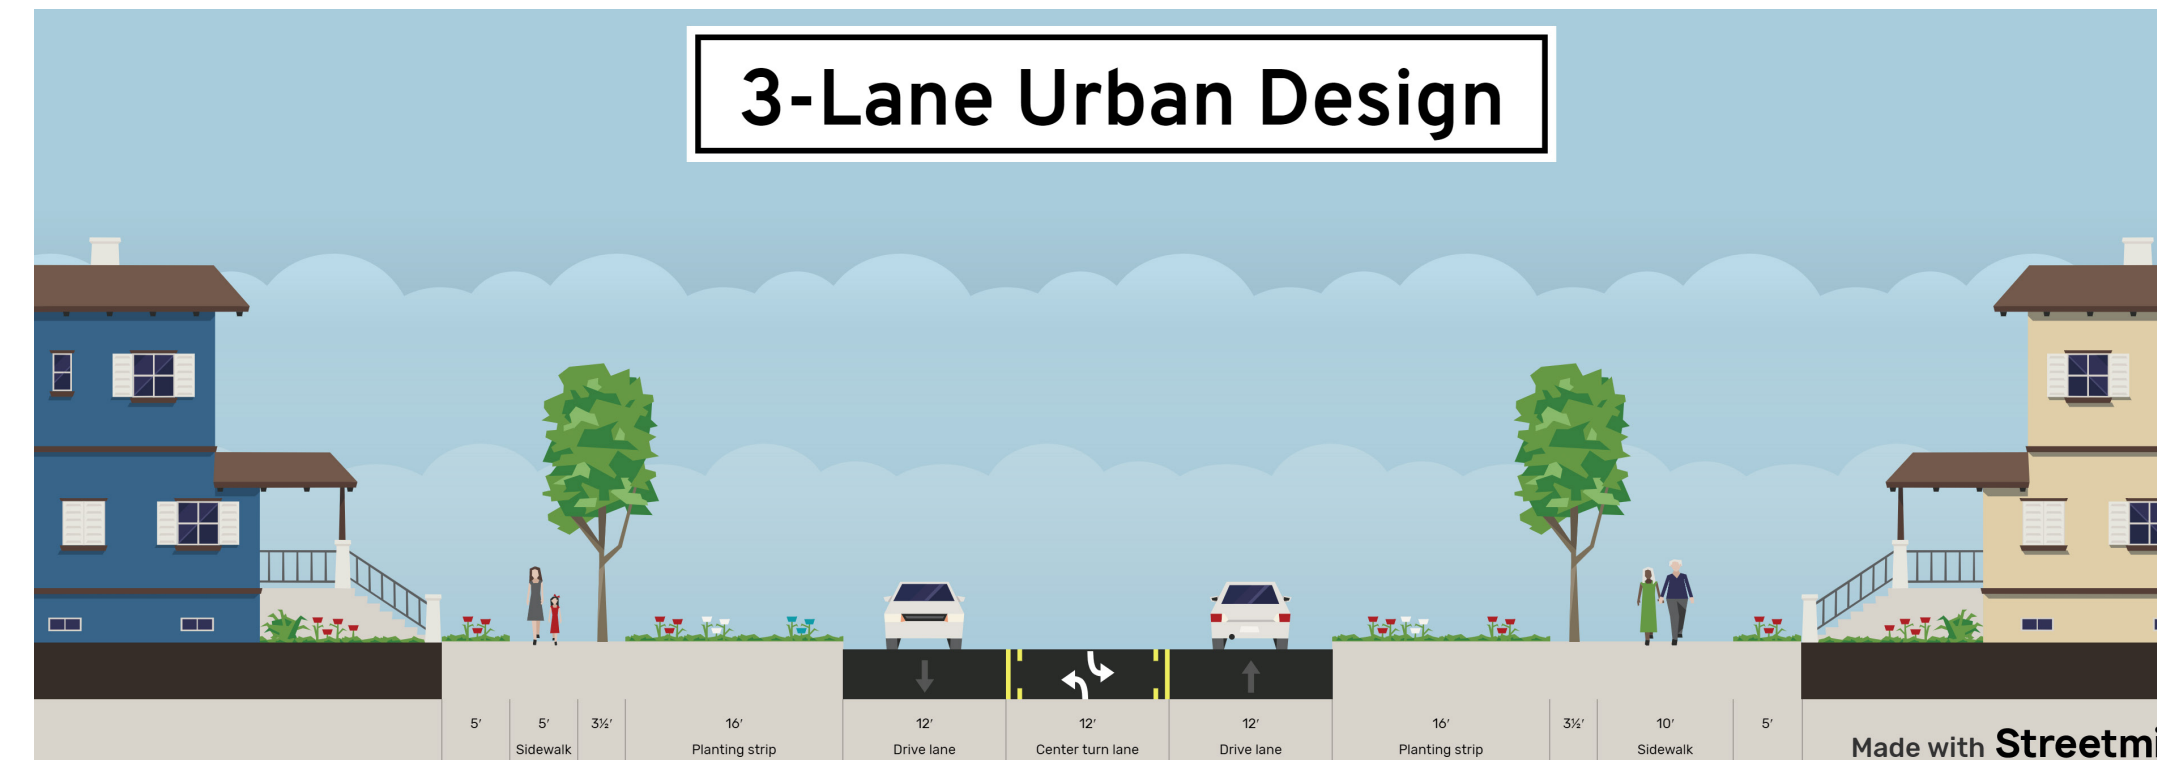 3-Lane Urban Design
5′ 5′ 3½′ 16′ 12′ 12′ 12′ 16′ 3½′ 10′ 5′
Sidewalk Planting strip Drive lane Center turn lane Drive lane Planting strip Sidewalk
Made with Streetmi